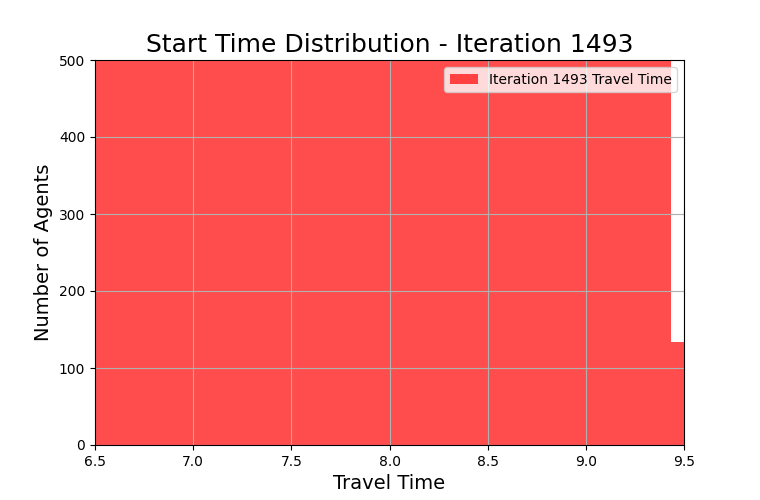 Start Time Distribution - Iteration 1493
Iteration 1493 Travel Time
Number of Agents
500
400
300
200
100
0
6.5 7.0 7.5 8.0 8.5 9.0 9.5
Travel Time